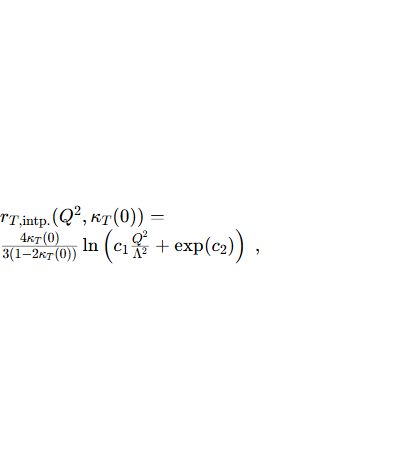 r_{T,intp.}(Q^2, κ_T(0)) =
\frac{4κ_T(0)}{3(1−2κ_T(0))} ln(c_1 \frac{Q^2}{Λ^2} + exp(c_2)) ,